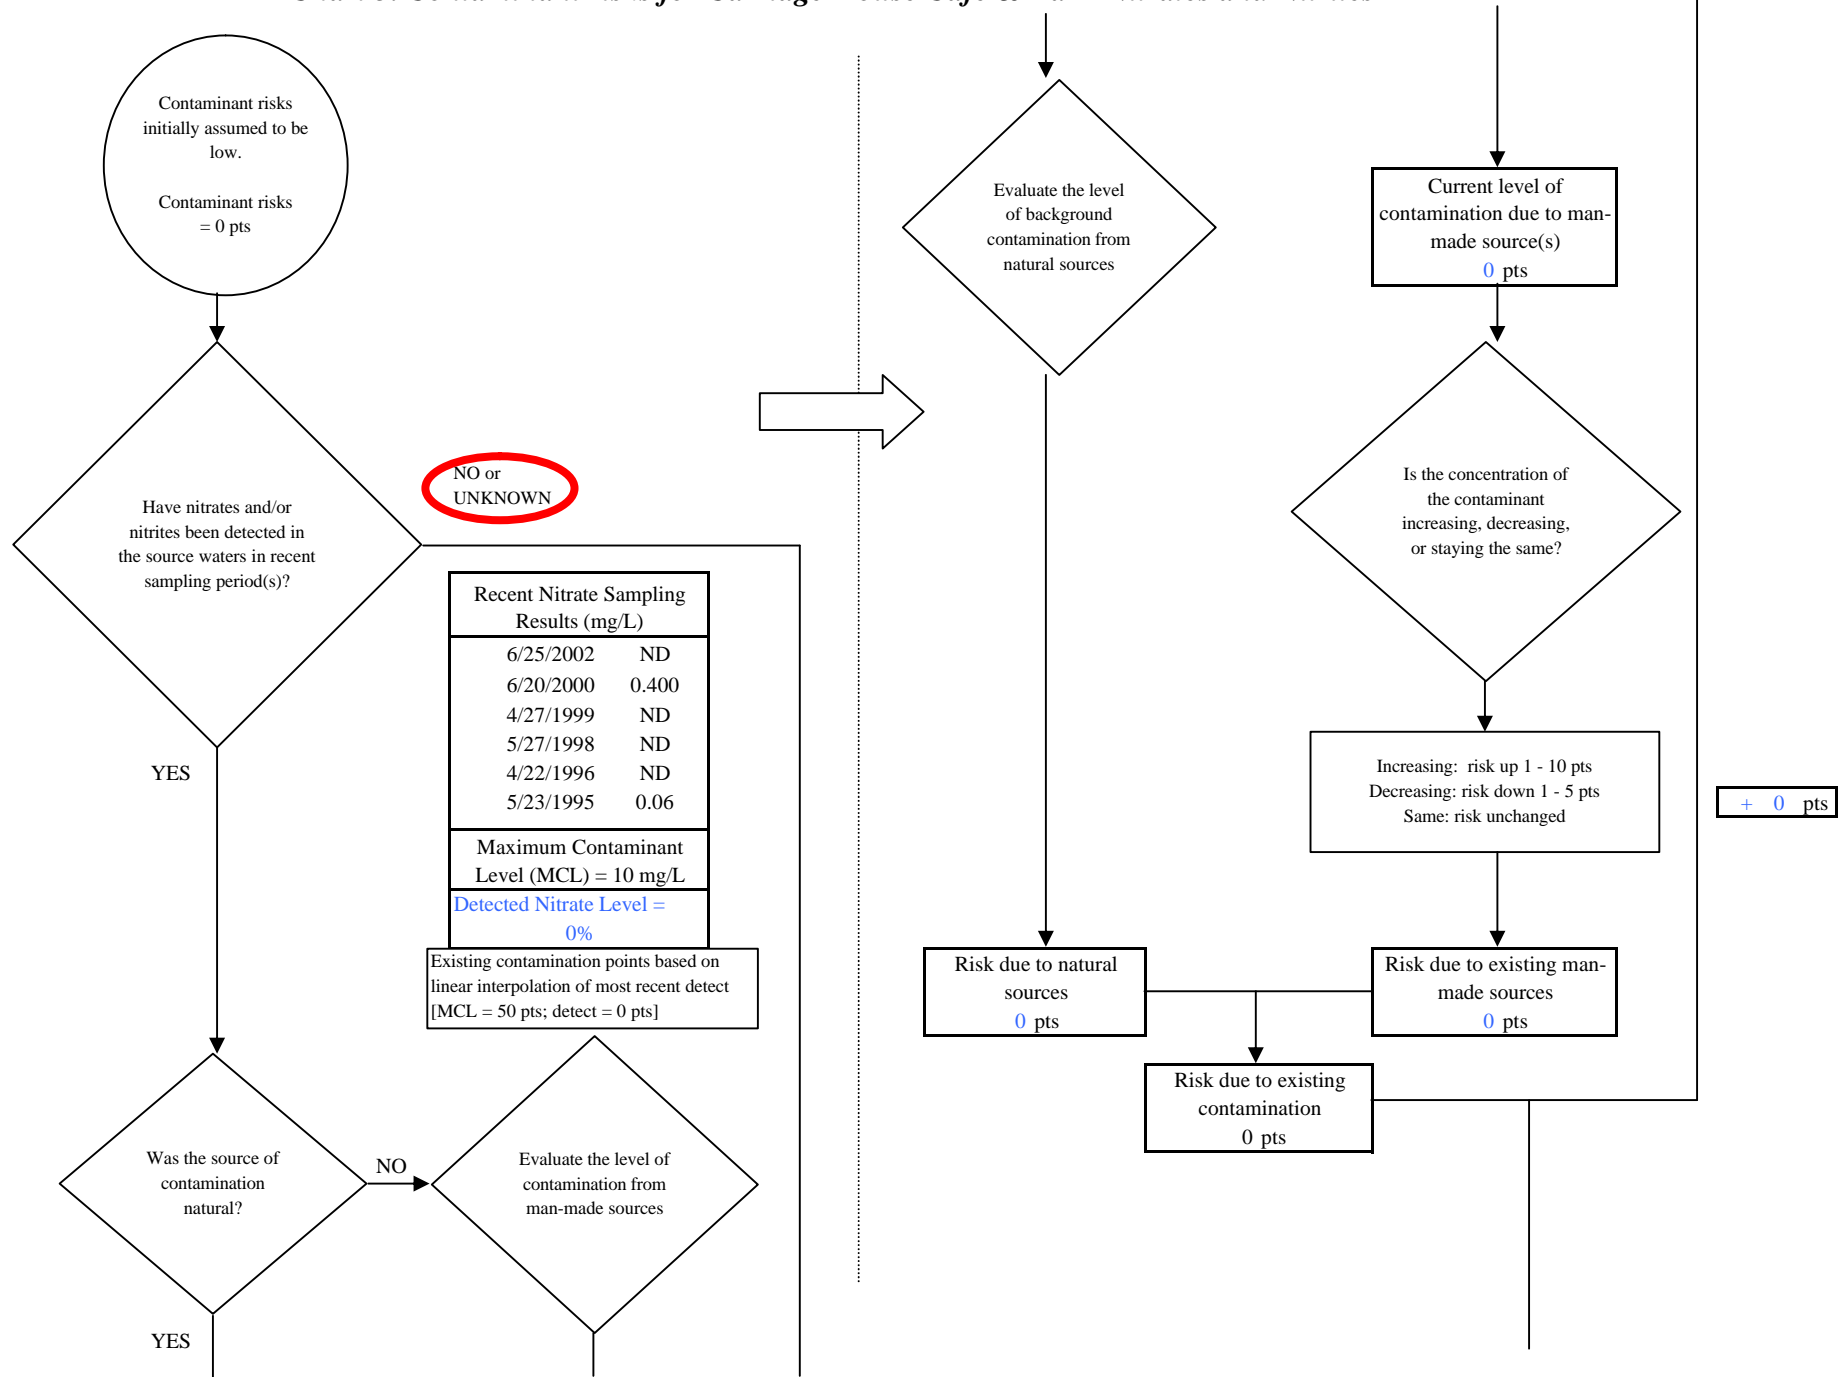 Contaminant risks
initially assumed to be
low.
Contaminant risks
= 0 pts
Have nitrates and/or
nitrites been detected in
the source waters in recent
sampling period(s)?
NO or
UNKNOWN
YES
Recent Nitrate Sampling
Results (mg/L)
6/25/2002 ND
6/20/2000 0.400
4/27/1999 ND
5/27/1998 ND
4/22/1996 ND
5/23/1995 0.06
Maximum Contaminant
Level (MCL) = 10 mg/L
Detected Nitrate Level =
0%
Existing contamination points based on
linear interpolation of most recent detect
[MCL = 50 pts; detect = 0 pts]
Was the source of
contamination
natural?
NO
YES
Evaluate the level of
contamination from
man-made sources
Evaluate the level
of background
contamination from
natural sources
Current level of
contamination due to man-
made source(s)
0 pts
Is the concentration of
the contaminant
increasing, decreasing,
or staying the same?
Increasing: risk up 1 - 10 pts
Decreasing: risk down 1 - 5 pts
Same: risk unchanged
+ 0 pts
Risk due to natural
sources
0 pts
Risk due to existing man-
made sources
0 pts
Risk due to existing
contamination
0 pts